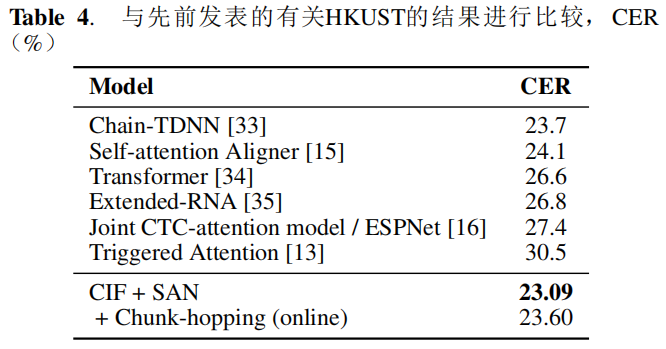 Table 4. 与先前发表的有关HKUST的结果进行比较，CER
（%）
Model CER
Chain-TDNN [33] 23.7
Self-attention Aligner [15] 24.1
Transformer [34] 26.6
Extended-RNA [35] 26.8
Joint CTC-attention model / ESPNet [16] 27.4
Triggered Attention [13] 30.5
CIF + SAN 23.09
+ Chunk-hopping (online) 23.60